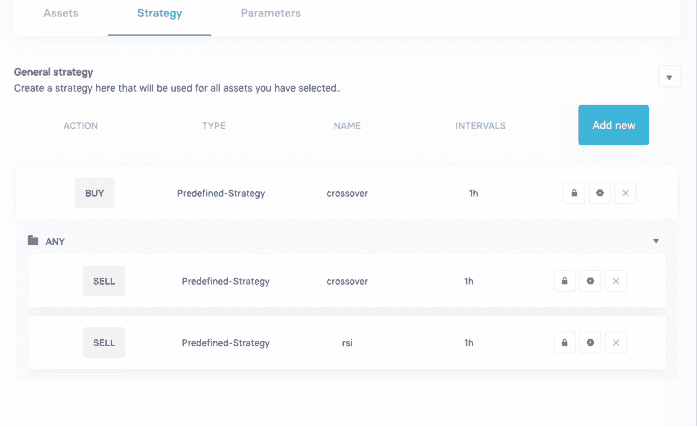 Assets Strategy Parameters
General strategy
Create a strategy here that will be used for all assets you have selected..
ACTION TYPE NAME INTERVALS Add new
BUY Predefined-Strategy crossover 1h
ANY
SELL Predefined-Strategy crossover 1h
SELL Predefined-Strategy rsi 1h